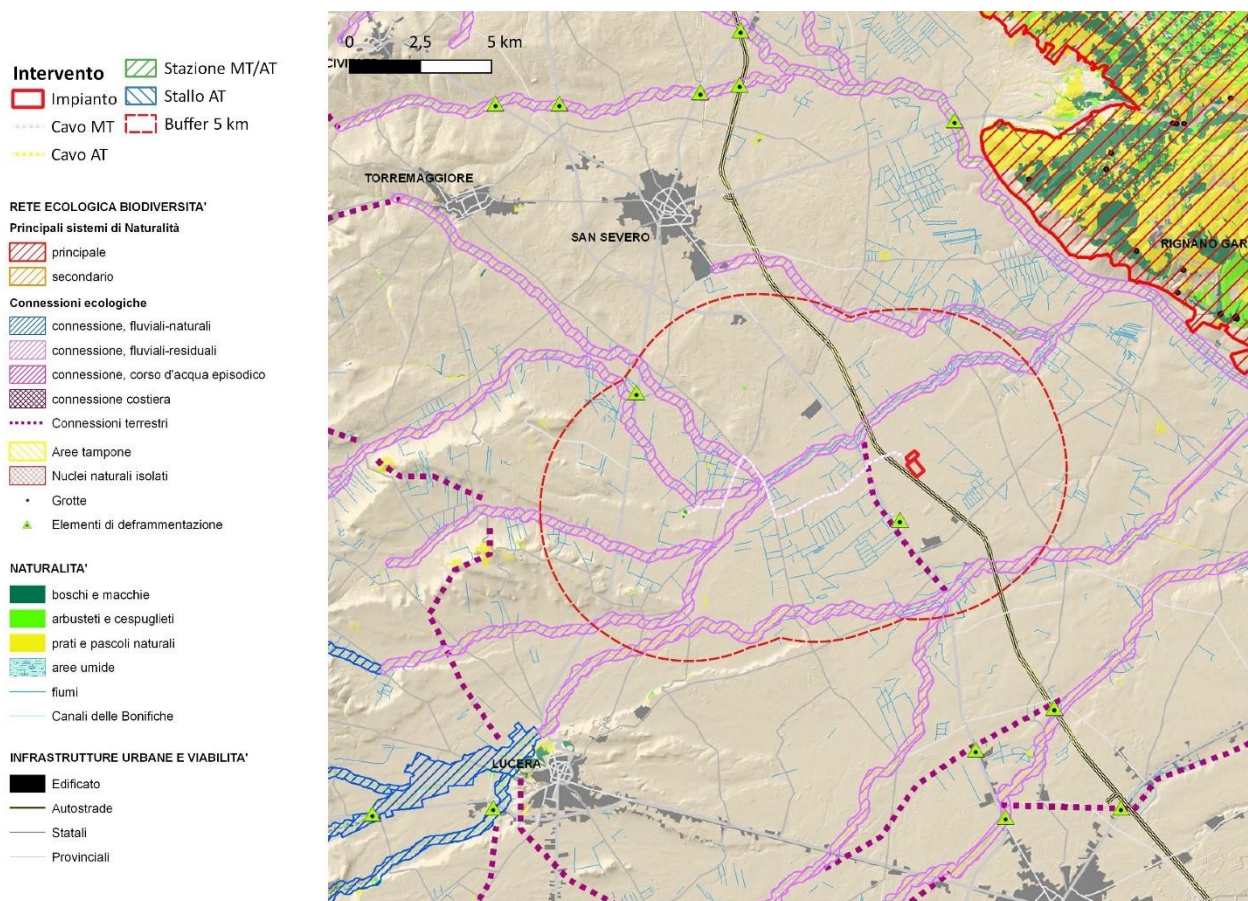 Intervento
Impianto
Cavo MT
Cavo AT
Stazione MT/AT
Stallo AT
Buffer 5 km
RETE ECOLOGICA BIODIVERSITA'
Principali sistemi di Naturalità
principale
secondario
Connessioni ecologiche
connessione, fluviali-naturali
connessione, fluviali-residuali
connessione, corso d'acqua episodico
connessione costiera
Connessioni terrestri
Aree tampone
Nuclei naturali isolati
Grotte
Elementi di deframmentazione
NATURALITA'
boschi e macchie
arbusteti e cespuglieti
prati e pascoli naturali
aree umide
fiumi
Canali delle Bonifiche
INFRASTRUTTURE URBANE E VIABILITA'
Edificato
Autostrade
Statali
Provinciali
0 2,5 5 km
TORREMAGGIORE
SAN SEVERO
RIGNANO GAR
LUCERA